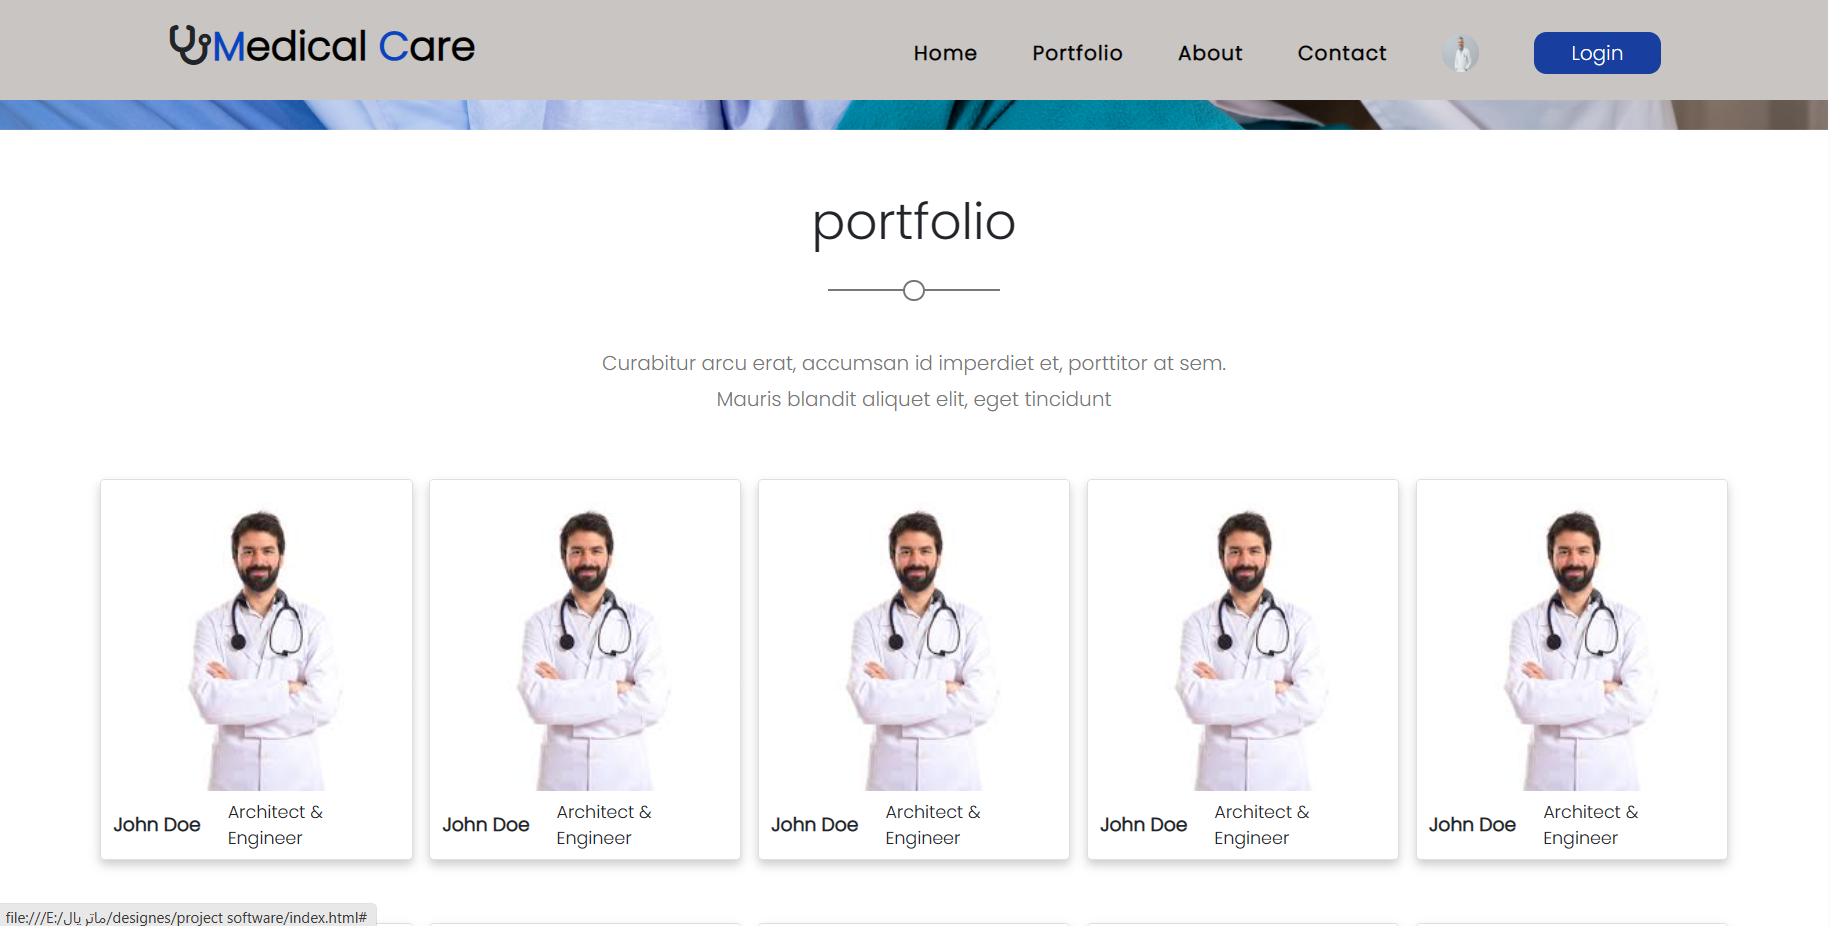 Medical Care
Home Portfolio About Contact Login
portfolio
Curabitur arcu erat, accumsan id imperdiet et, porttitor at sem.
Mauris blandit aliquet elit, eget tincidunt
John Doe
Architect &
Engineer
John Doe
Architect &
Engineer
John Doe
Architect &
Engineer
John Doe
Architect &
Engineer
John Doe
Architect &
Engineer
file:///E:/ماتريال/designes/project software/index.html#